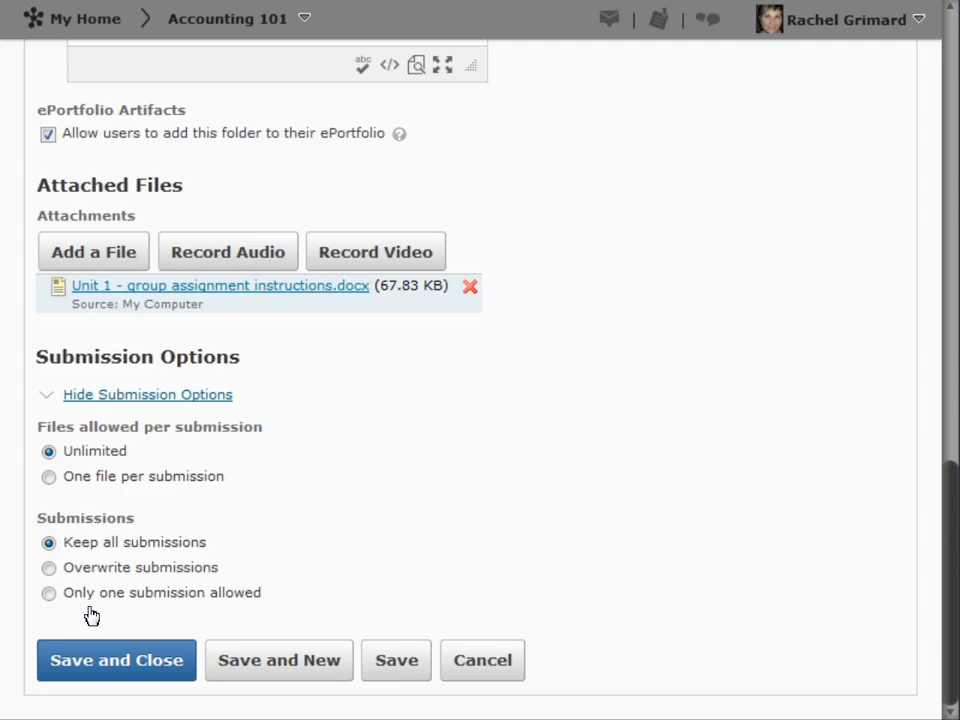 My Home Accounting 101 Rachel Grimard
abc
ePortfolio Artifacts
Allow users to add this folder to their ePortfolio ?
Attached Files
Attachments
Add a File Record Audio Record Video
Unit 1 - group assignment instructions.docx (67.83 KB)
Source: My Computer
Submission Options
Hide Submission Options
Files allowed per submission
Unlimited
One file per submission
Submissions
Keep all submissions
Overwrite submissions
Only one submission allowed
Save and Close Save and New Save Cancel